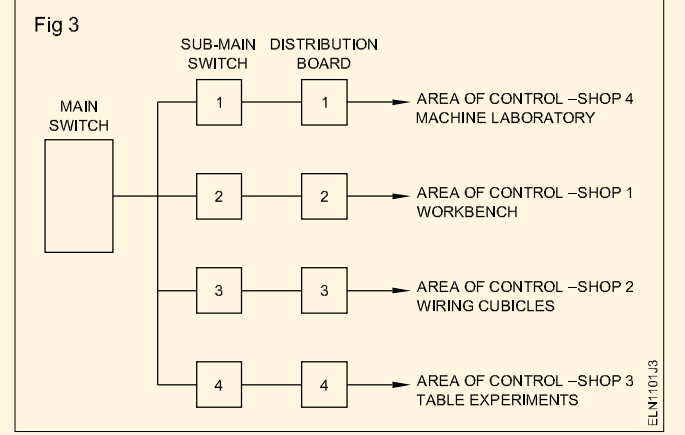 Fig 3
SUB-MAIN DISTRIBUTION
SWITCH BOARD
MAIN
SWITCH
1 1 AREA OF CONTROL –SHOP 4
MACHINE LABORATORY
2 2 AREA OF CONTROL –SHOP 1
WORKBENCH
3 3 AREA OF CONTROL –SHOP 2
WIRING CUBICLES
4 4 AREA OF CONTROL –SHOP 3
TABLE EXPERIMENTS
ELN1101J3